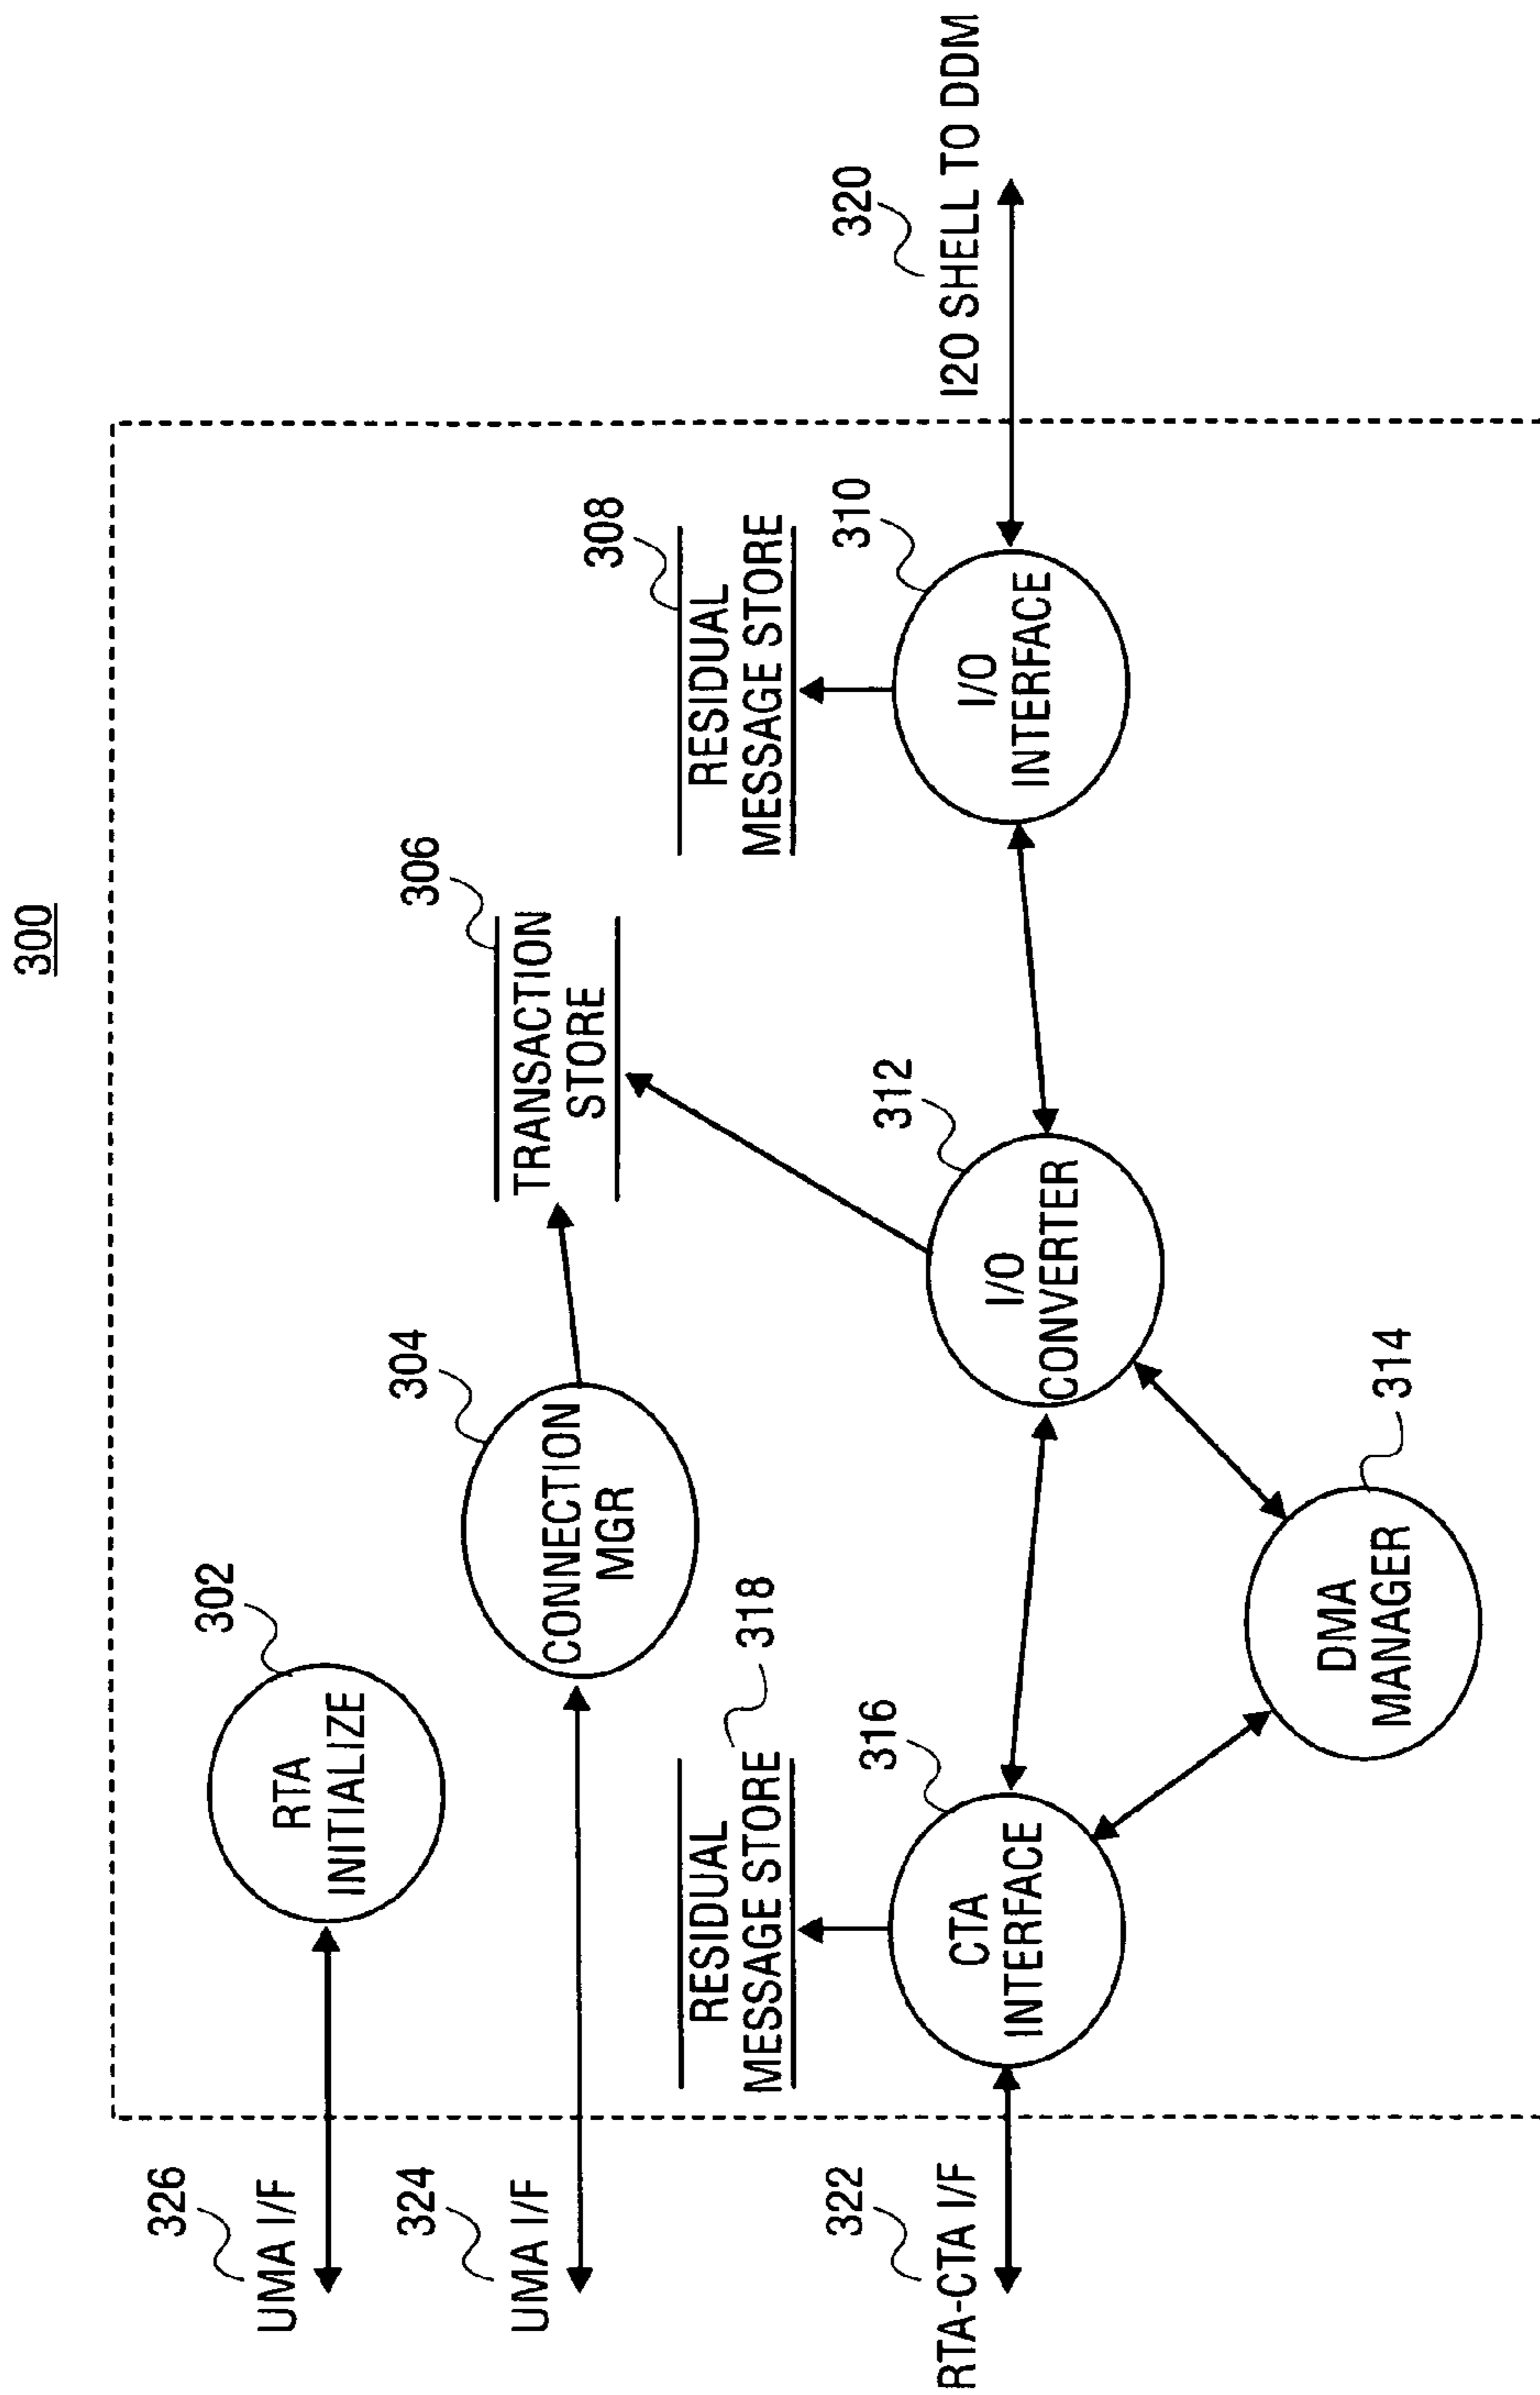 300
326
UMA I/F
302
RTA
INITIALIZE
324
UMA I/F
304
CONNECTION
MGR
306
TRANSACTION
STORE
318
RESIDUAL
MESSAGE STORE
308
RESIDUAL
MESSAGE STORE
322
RTA-CTA I/F
316
CTA
INTERFACE
312
I/O
CONVERTER
310
I/O
INTERFACE
320
I2O SHELL TO DDM
314
DMA
MANAGER